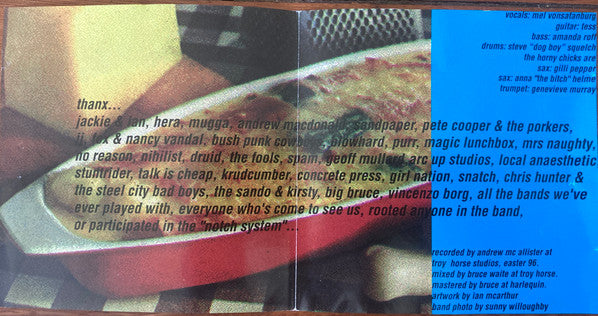 vocals: mel vonsatanburg
guitar: tess
bass: amanda roff
drums: steve "dog boy" squelch
the horny chicks are
sax: gilli pepper
sax: anna "the bitch" helme
trumpet: genevieve murray
thanx...
jackie & jon, hera, mugga, andrew macdonald, sandpaper, pete cooper & the porkers,
fox & nancy vandal, bush punk cowboys, blowhard, purr, magic lunchbox, mrs naughty,
no reason, nihilist, druid, the tools, spam, geoff mullard arc up studios, local anaesthetic
stuntrider, talk is cheap, krudcumber, concrete press, girl nation, snatch, chris hunter &
the steel city bad boys, the sando & kirsty, big bruce, vincenzo borg, all the bands we've
ever played with, everyone who's come to see us, rooted anyone in the band,
or participated in the "notch system"...
recorded by andrew mc allister at
troy horse studios, easter 96.
mixed by bruce waite at troy horse.
mastered by bruce at harlequin.
artwork by ian mcarthur
band photo by sunny willoughby